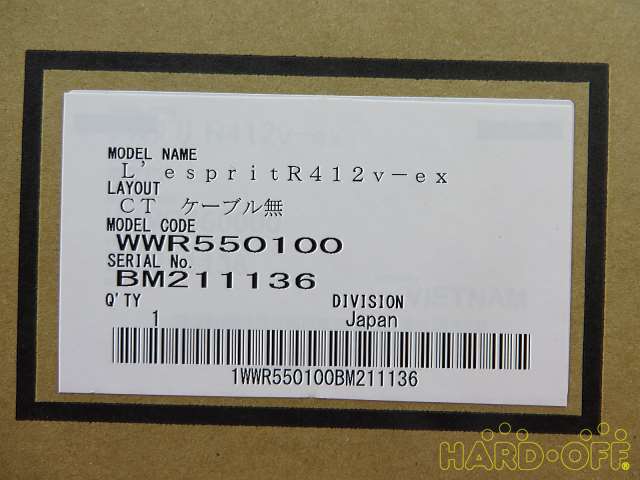 MODEL NAME
L'espritR412v-ex
LAYOUT
CT ケーブル無
MODEL CODE
WWR550100
SERIAL No.
BM211136
Q'TY DIVISION
1 Japan
1WWR550100BM211136
VIETNAM
HARD・OFF®